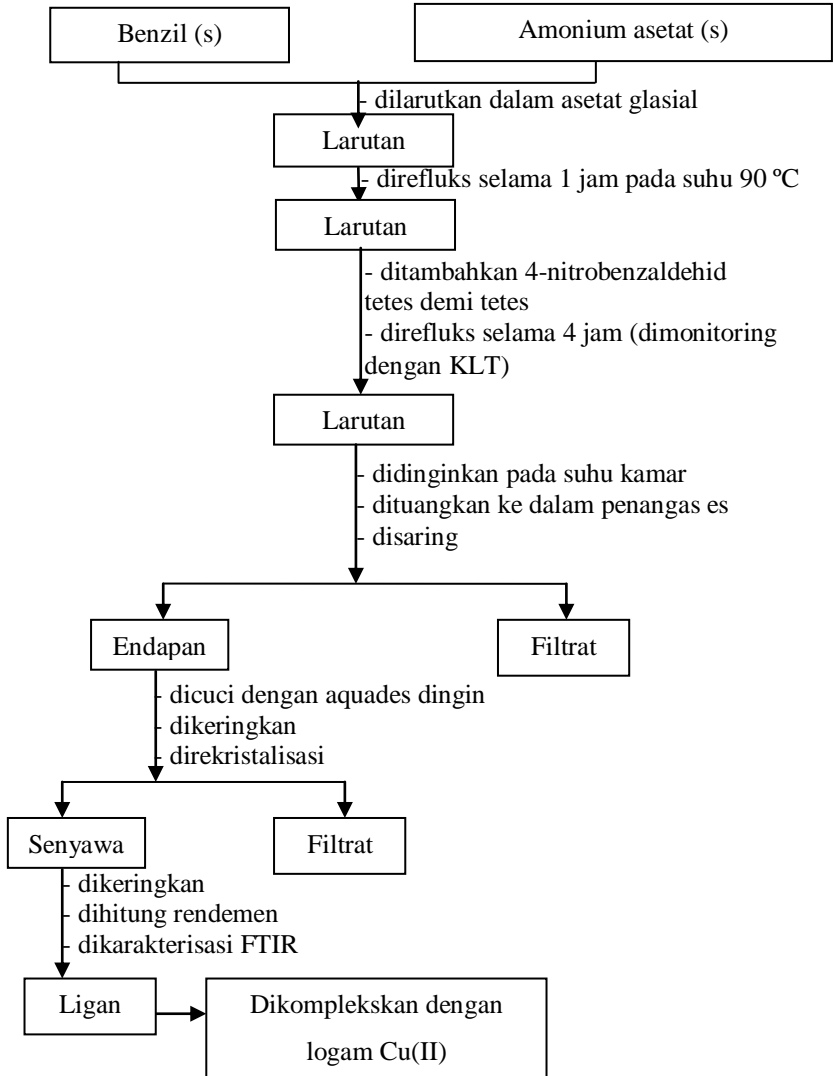 Benzil (s)
Amonium asetat (s)
- dilarutkan dalam asetat glasial
Larutan
- direfluks selama 1 jam pada suhu 90 ºC
Larutan
- ditambahkan 4-nitrobenzaldehid
tetes demi tetes
- direfluks selama 4 jam (dimonitoring
dengan KLT)
Larutan
- didinginkan pada suhu kamar
- dituangkan ke dalam penangas es
- disaring
Endapan
Filtrat
- dicuci dengan aquades dingin
- dikeringkan
- direkristalisasi
Senyawa
Filtrat
- dikeringkan
- dihitung rendemen
- dikarakterisasi FTIR
Ligan
Dikomplekskan dengan
logam Cu(II)